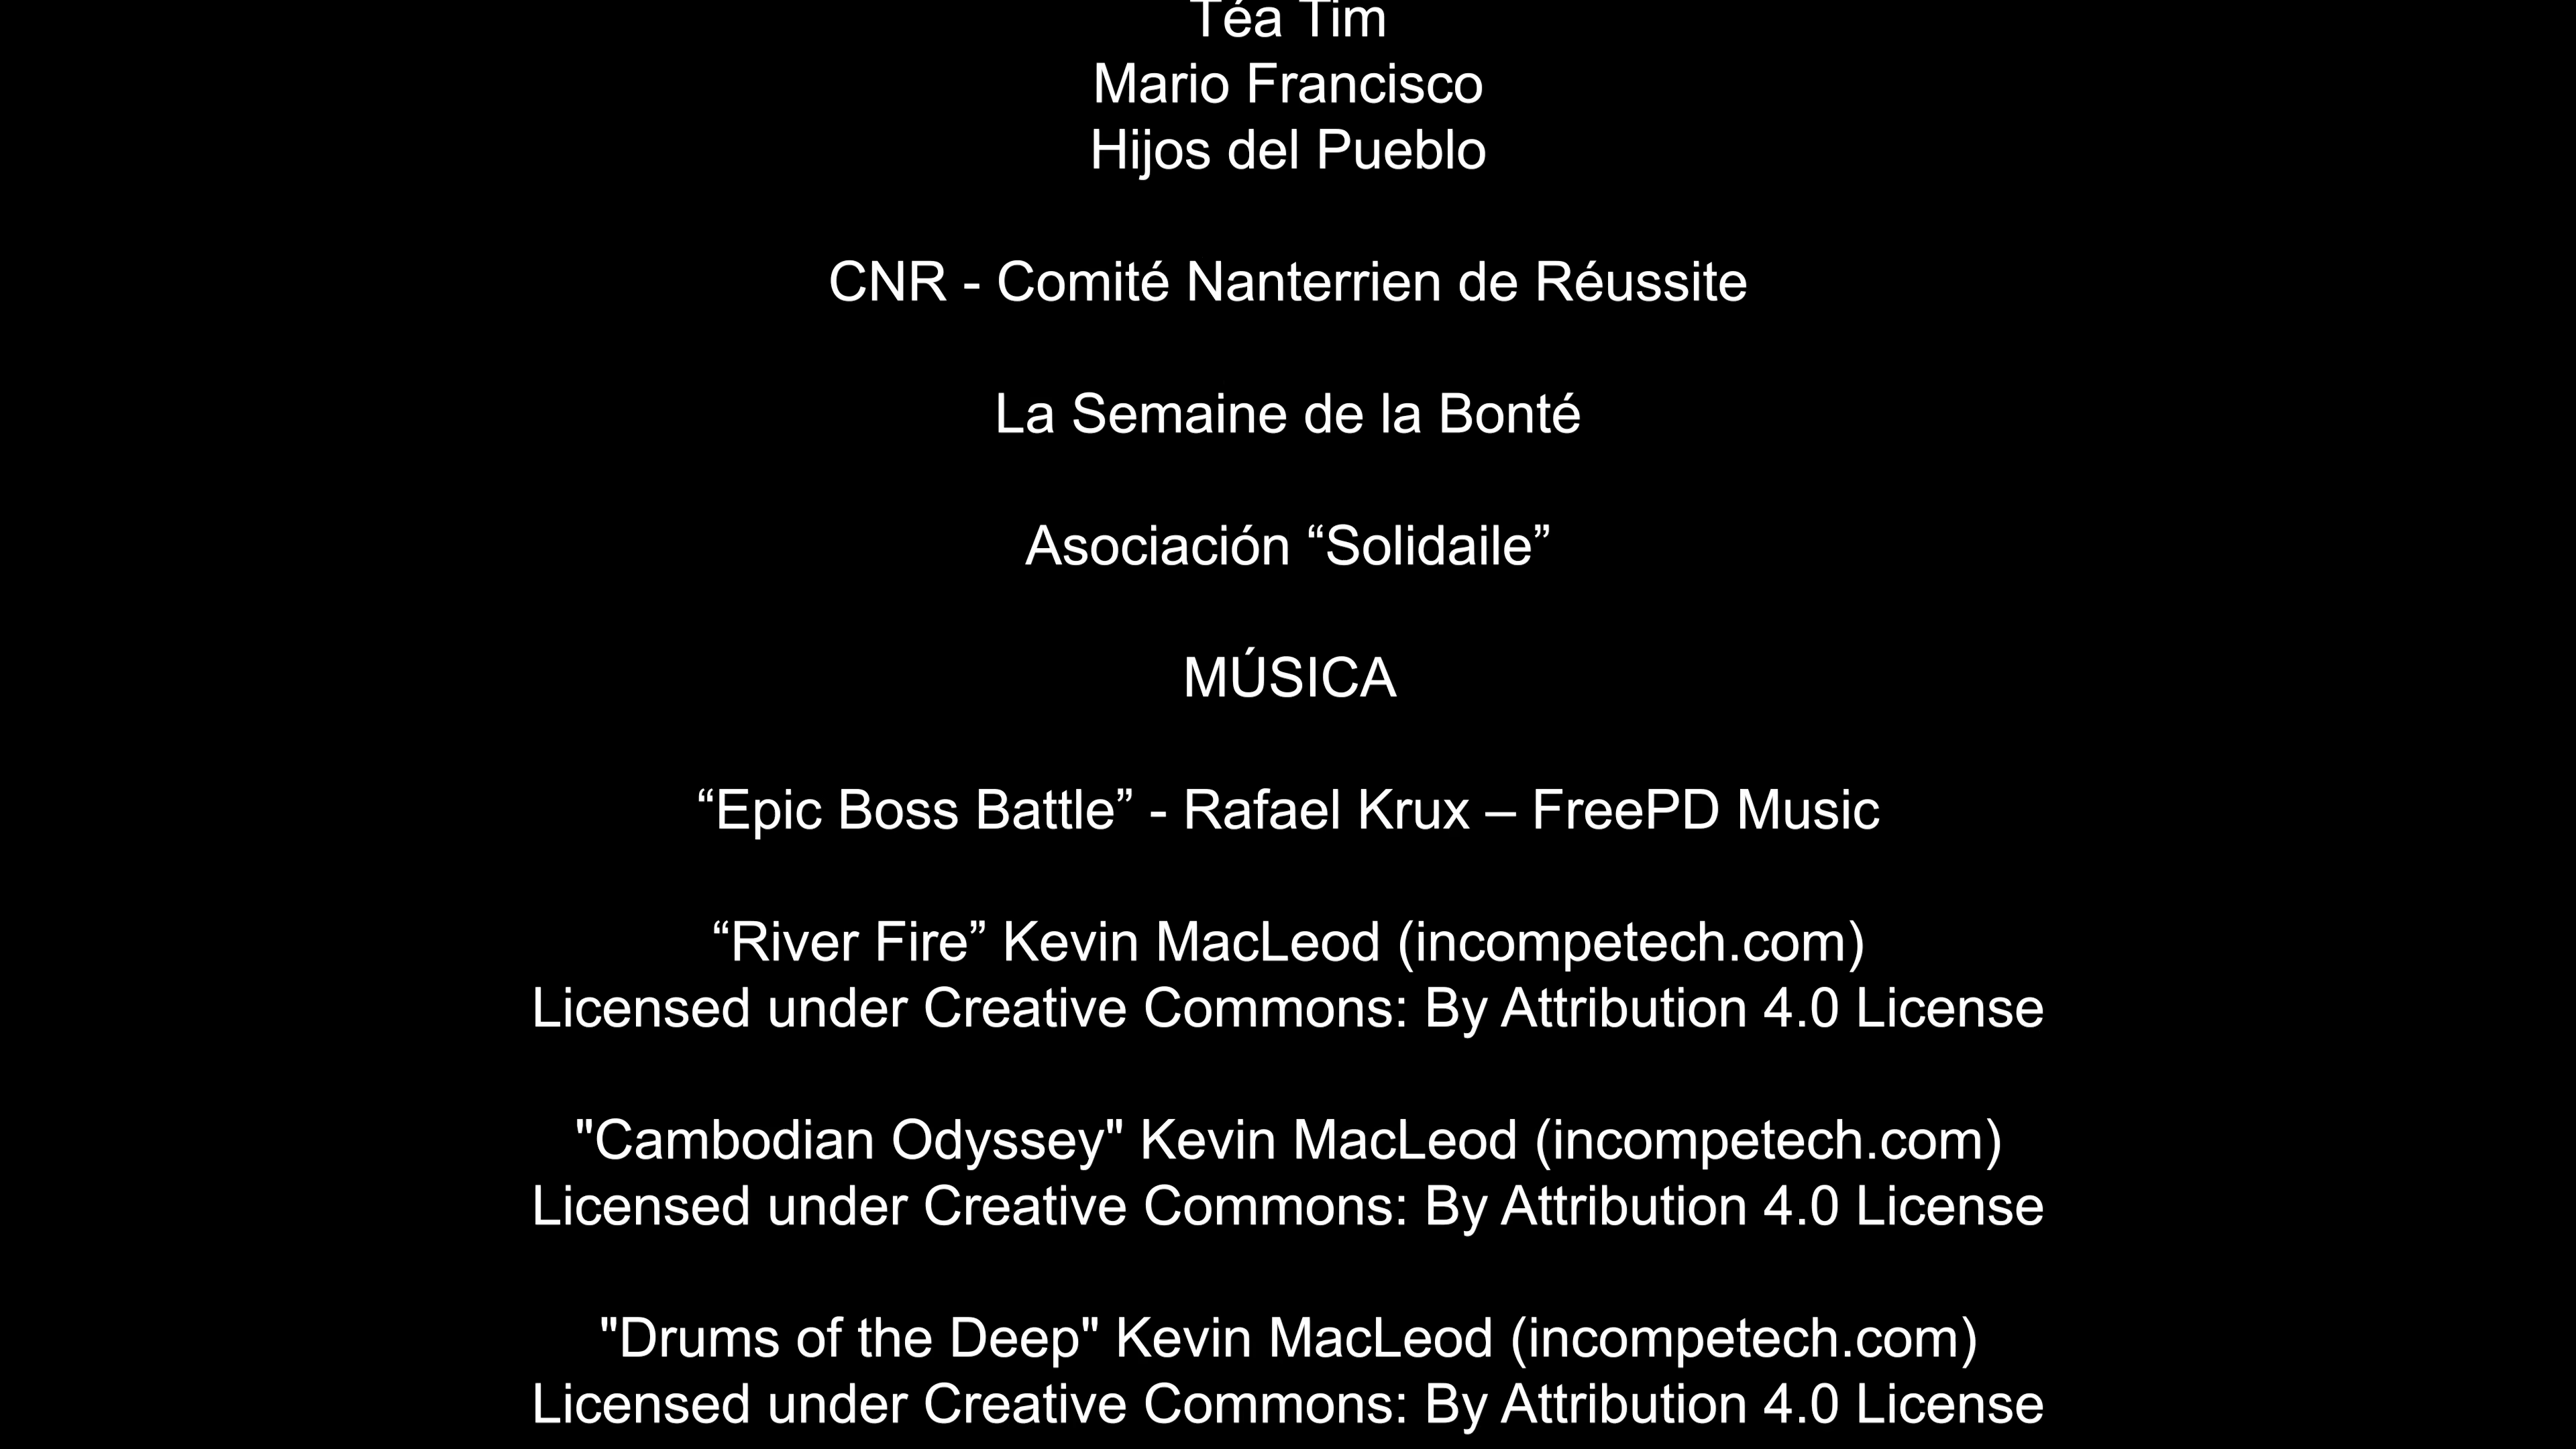 Téa Tim
Mario Francisco
Hijos del Pueblo
CNR - Comité Nanterrien de Réussite
La Semaine de la Bonté
Asociación “Solidaile”
MÚSICA
“Epic Boss Battle” - Rafael Krux – FreePD Music
“River Fire” Kevin MacLeod (incompetech.com)
Licensed under Creative Commons: By Attribution 4.0 License
"Cambodian Odyssey" Kevin MacLeod (incompetech.com)
Licensed under Creative Commons: By Attribution 4.0 License
"Drums of the Deep" Kevin MacLeod (incompetech.com)
Licensed under Creative Commons: By Attribution 4.0 License